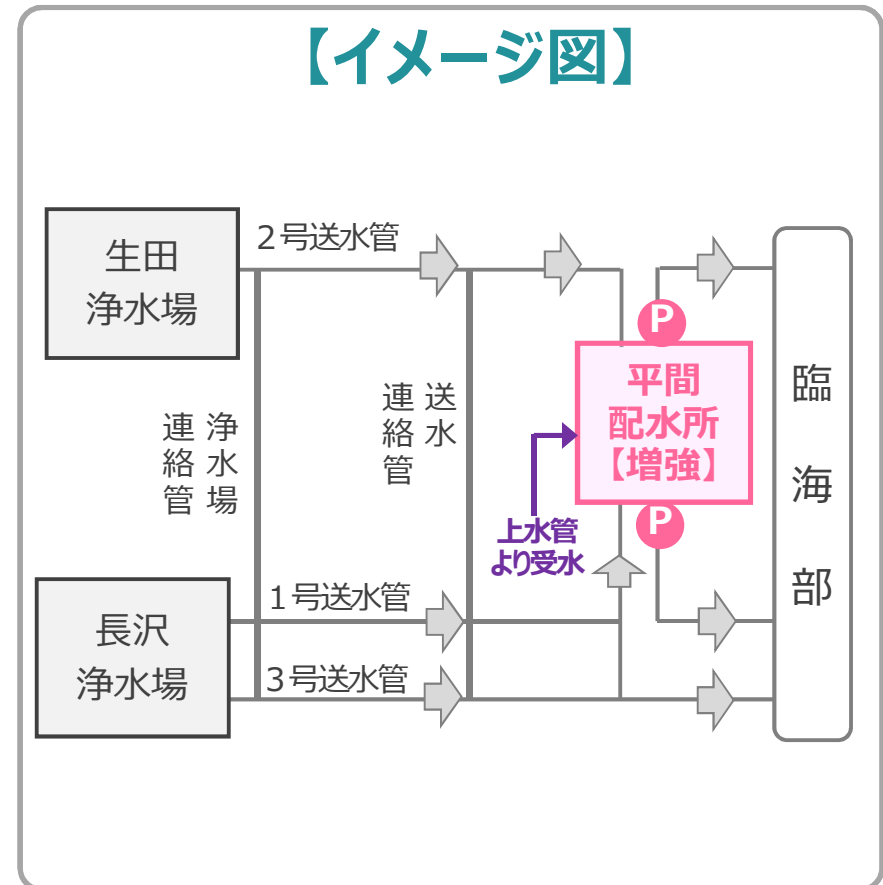 【イメージ図】
生田
浄水場
２号送水管
P
平間
配水所
【増強】
P
臨海部
浄水場
連絡管
送水
連絡管
上水管
より受水
長沢
浄水場
１号送水管
３号送水管